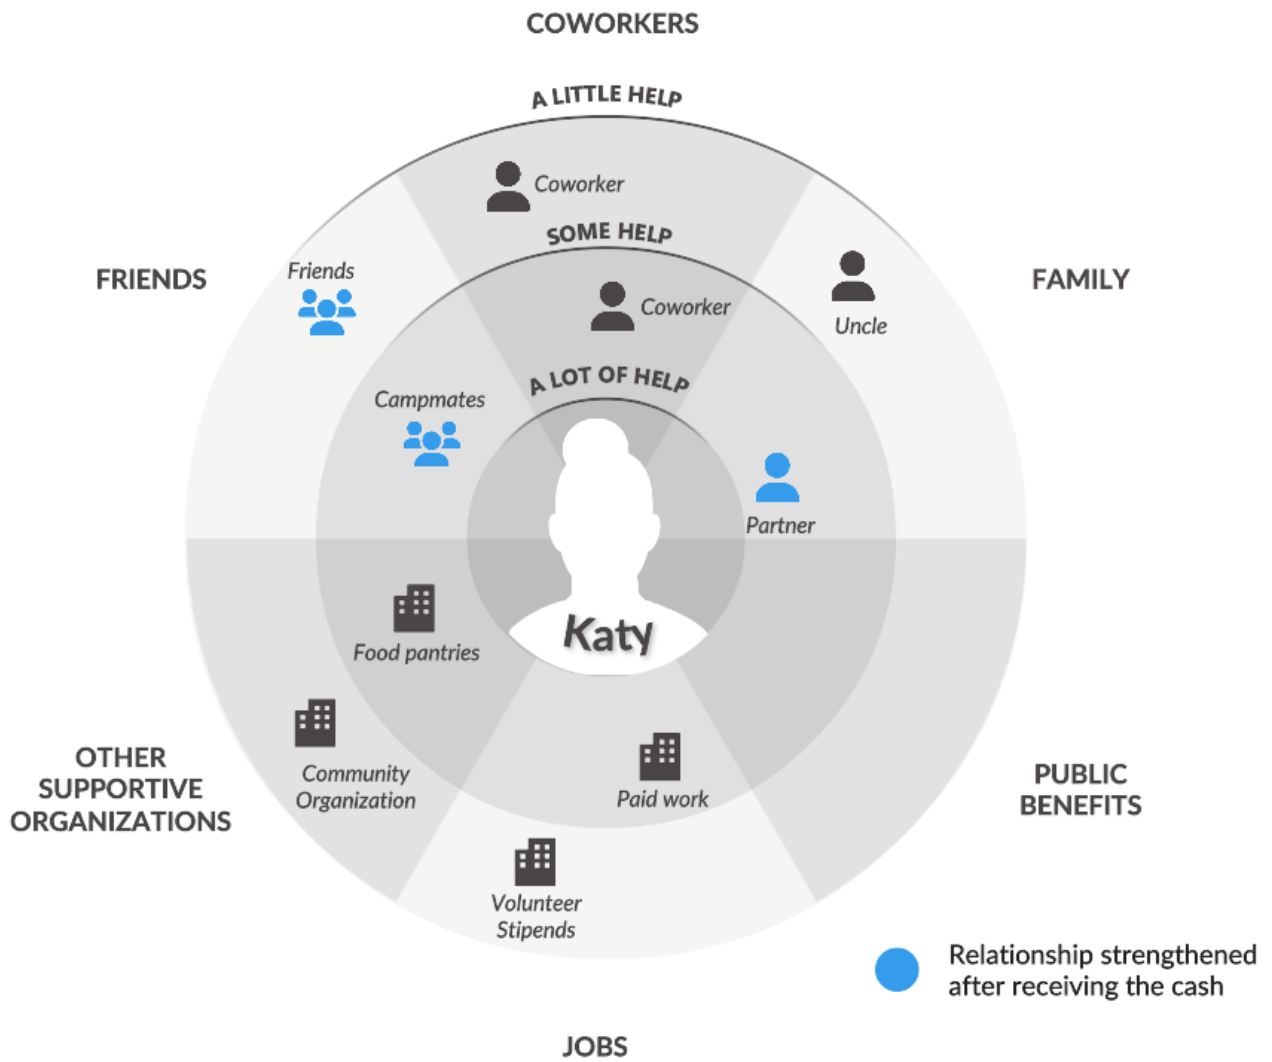 COWORKERS
A LITTLE HELP
Coworker
SOME HELP
FRIENDS
Friends
FAMILY
Coworker
Uncle
A LOT OF HELP
Campmates
Partner
Katy
Food pantries
OTHER
SUPPORTIVE
ORGANIZATIONS
Community
Organization
Paid work
PUBLIC
BENEFITS
Volunteer
Stipends
Relationship strengthened
after receiving the cash
JOBS